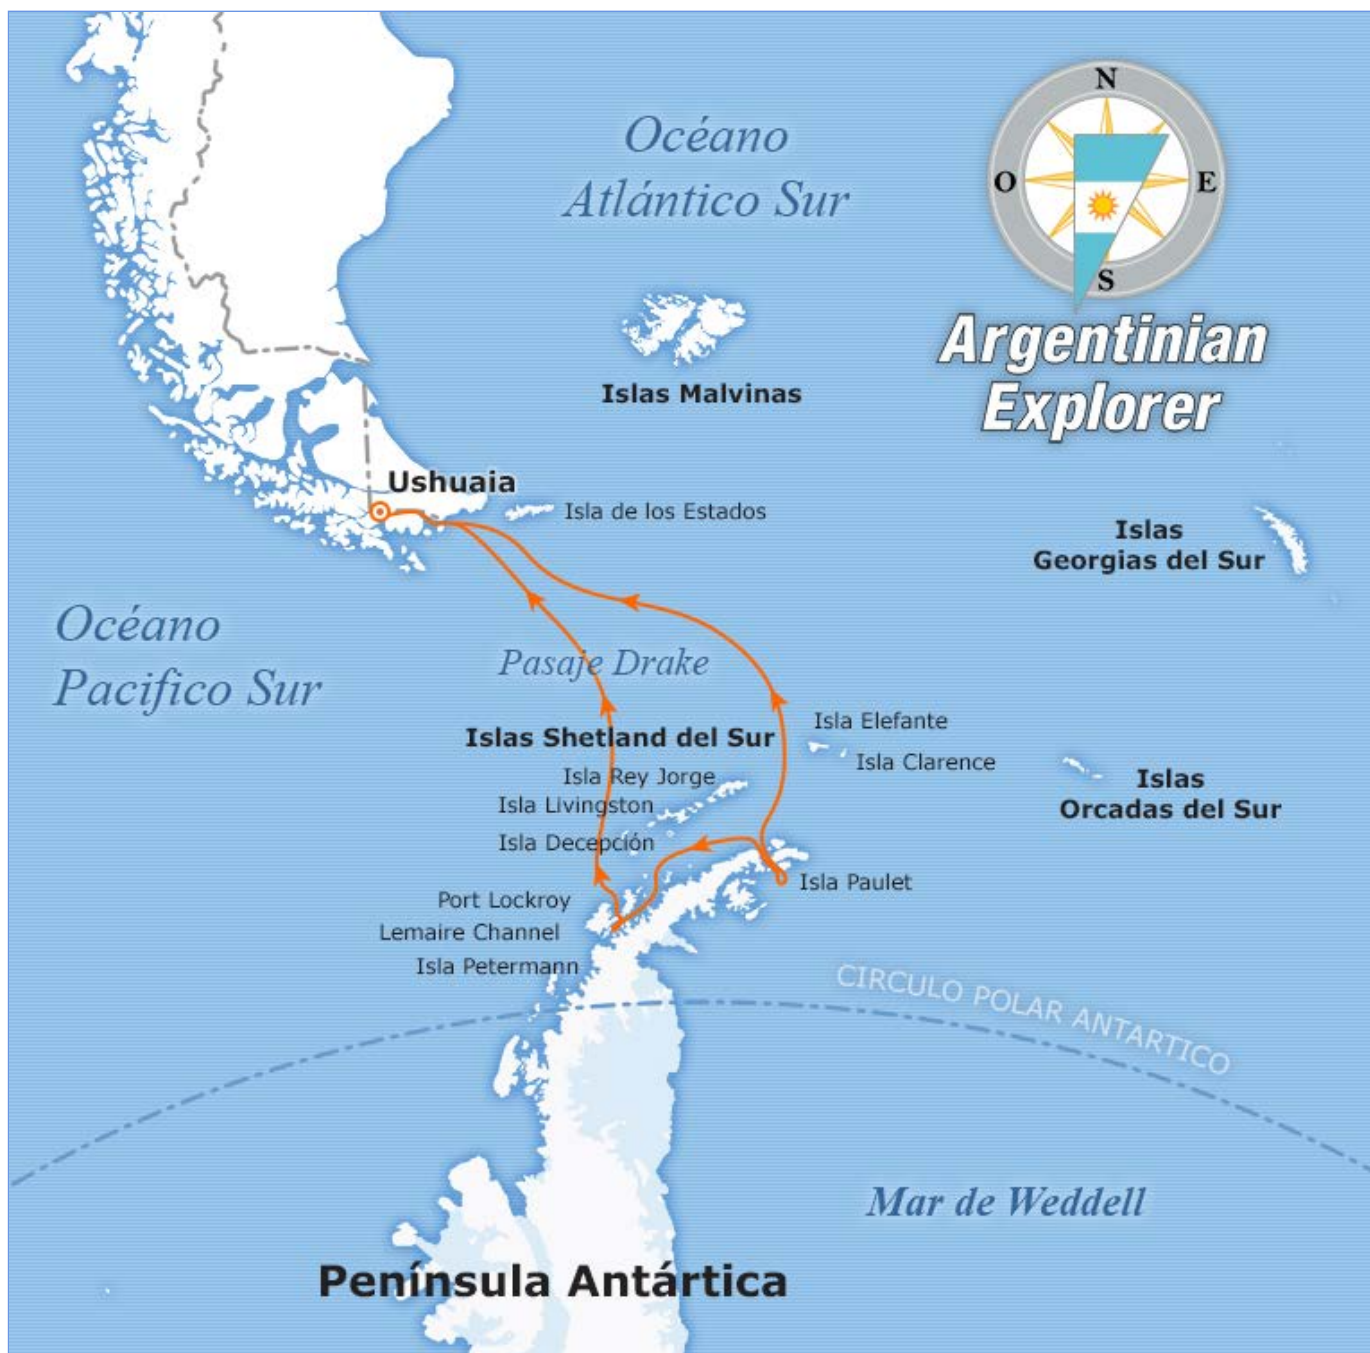 N
Océano
Atlántico Sur
O
E
S
Argentinian
Explorer
Islas Malvinas
Ushuaia
Isla de los Estados
Islas
Georgias del Sur
Océano
Pacifico Sur
Pasaje Drake
Isla Elefante
Islas Shetland del Sur
Isla Clarence
Isla Rey Jorge
Islas
Orcadas del Sur
Isla Livingston
Isla Decepción
Isla Paulet
Port Lockroy
Lemaire Channel
Isla Petermann
CIRCULO POLAR ANTARTICO
Mar de Weddell
Península Antártica